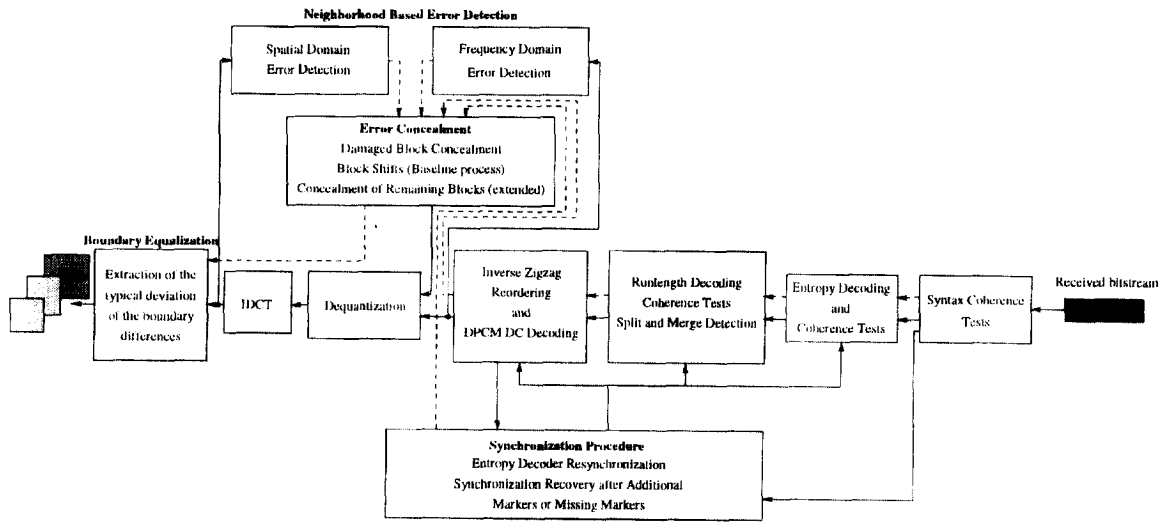 Neighborhood Based Error Detection
Spatial Domain
Error Detection
Frequency Domain
Error Detection
Error Concealment
Damaged Block Concealment
Block Shifts (Baseline process)
Concealment of Remaining Blocks (extended)
Boundary Equalization
Extraction of the
typical deviation
of the boundary
differences
IDCT
Dequantization
Inverse Zigzag
Reordering
and
DPCM DC Decoding
Runlength Decoding
Coherence Tests
Split and Merge Detection
Entropy Decoding
and
Coherence Tests
Syntax Coherence
Tests
Received bitstream
Synchronization Procedure
Entropy Decoder Resynchronization
Synchronization Recovery after Additional
Markers or Missing Markers